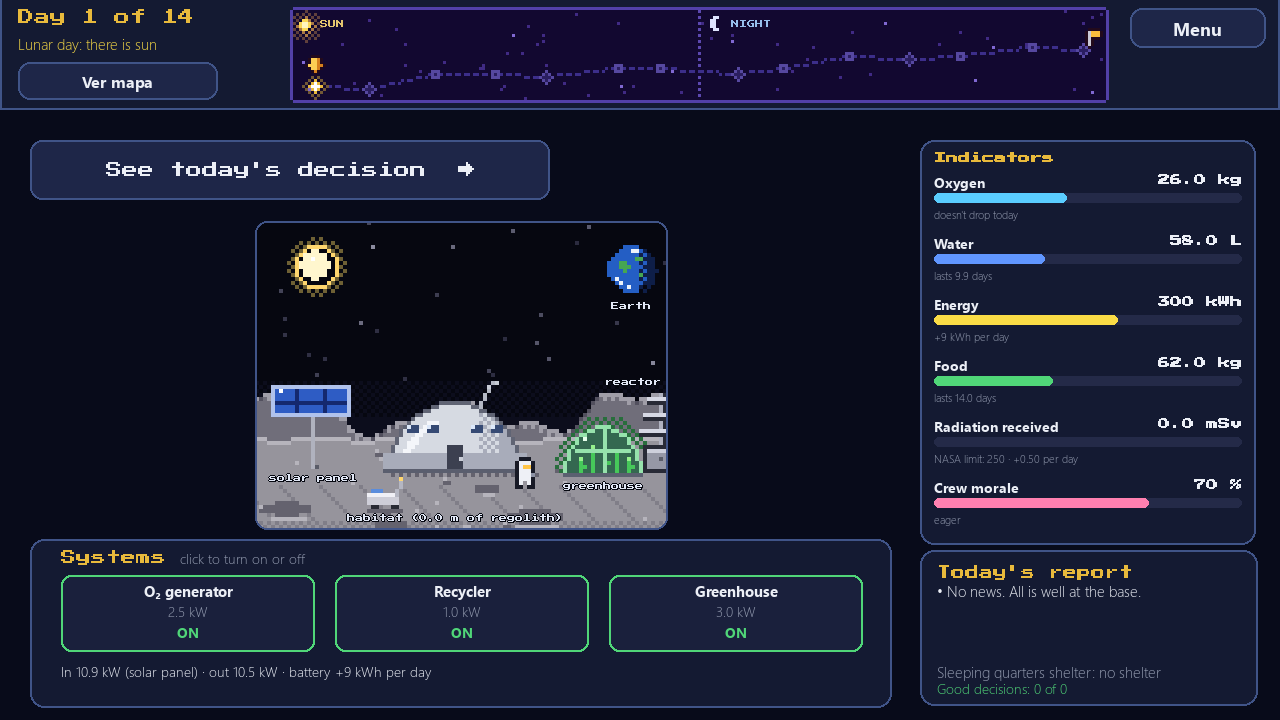 Day 1 of 14
Lunar day: there is sun
Ver mapa
SUN
NIGHT
Menu
See today's decision ➔
Earth
reactor
solar panel
greenhouse
habitat (0.0 m of regolith)
Indicators
Oxygen 26.0 kg
doesn't drop today
Water 58.0 L
lasts 9.9 days
Energy 300 kWh
+9 kWh per day
Food 62.0 kg
lasts 14.0 days
Radiation received 0.0 mSv
NASA limit: 250 · +0.50 per day
Crew morale 70 %
eager
Systems click to turn on or off
O₂ generator
2.5 kW
ON
Recycler
1.0 kW
ON
Greenhouse
3.0 kW
ON
In 10.9 kW (solar panel) · out 10.5 kW · battery +9 kWh per day
Today's report
• No news. All is well at the base.
Sleeping quarters shelter: no shelter
Good decisions: 0 of 0